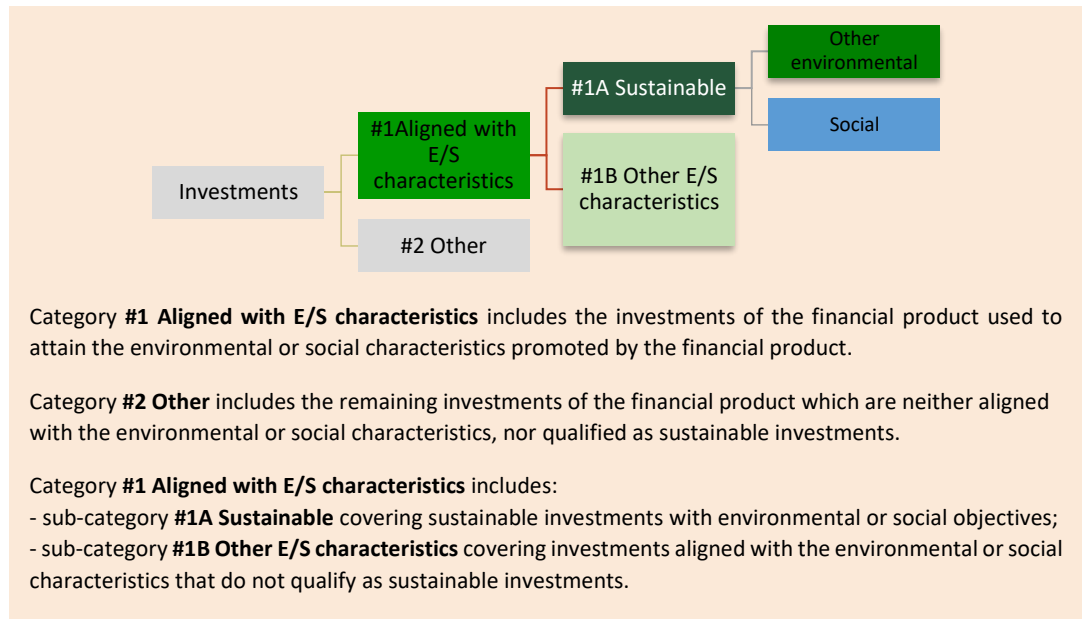 Other
environmental
#1A Sustainable
Social
#1Aligned with
E/S
characteristics
#1B Other E/S
characteristics
Investments
#2 Other
Category #1 Aligned with E/S characteristics includes the investments of the financial product used to
attain the environmental or social characteristics promoted by the financial product.
Category #2 Other includes the remaining investments of the financial product which are neither aligned
with the environmental or social characteristics, nor qualified as sustainable investments.
Category #1 Aligned with E/S characteristics includes:
- sub-category #1A Sustainable covering sustainable investments with environmental or social objectives;
- sub-category #1B Other E/S characteristics covering investments aligned with the environmental or social
characteristics that do not qualify as sustainable investments.